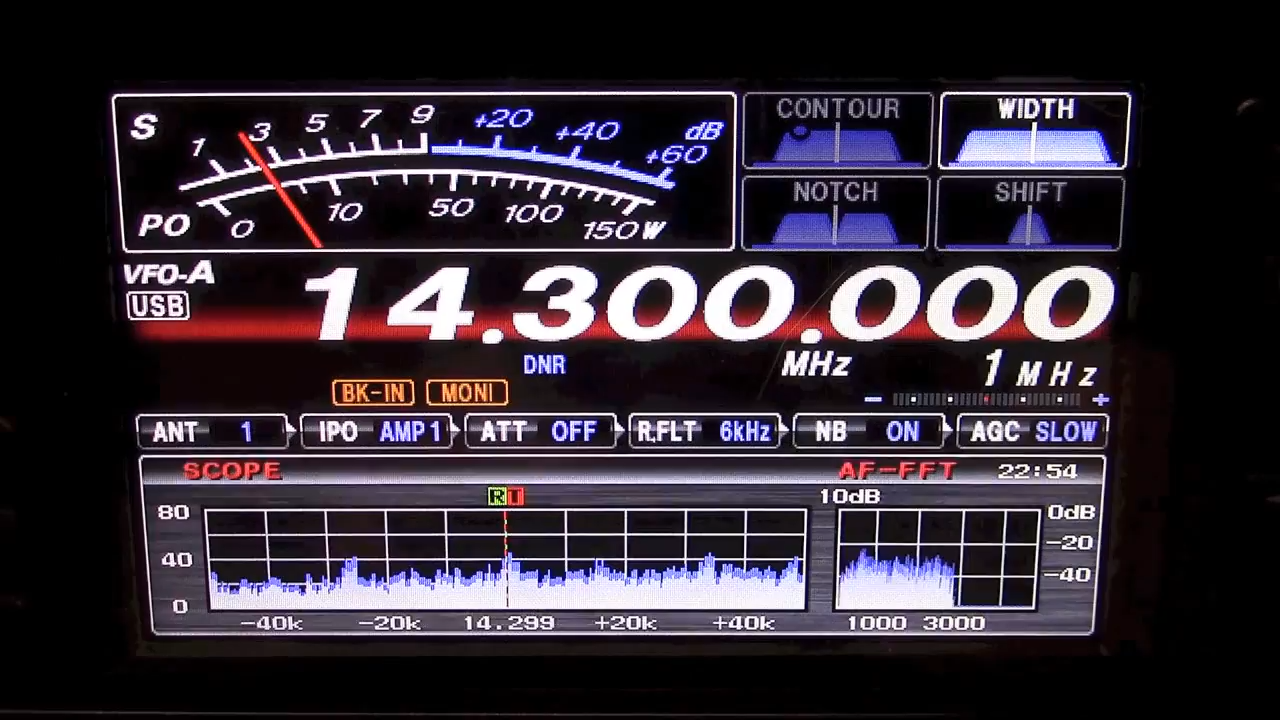 S 1 3 5 7 9 +20 +40 +60 dB
PO 0 10 50 100 150 W
CONTOUR WIDTH
NOTCH SHIFT
VFO-A
USB
14.300.000
DNR MHz 1 MHz
BK-IN MONI - +
ANT 1 IPO AMP1 ATT OFF R.FLT 6kHz NB ON AGC SLOW
SCOPE AF-FFT 22:54
R T 10dB
80 0dB
-20
40 -40
0
-40k -20k 14.299 +20k +40k 1000 3000